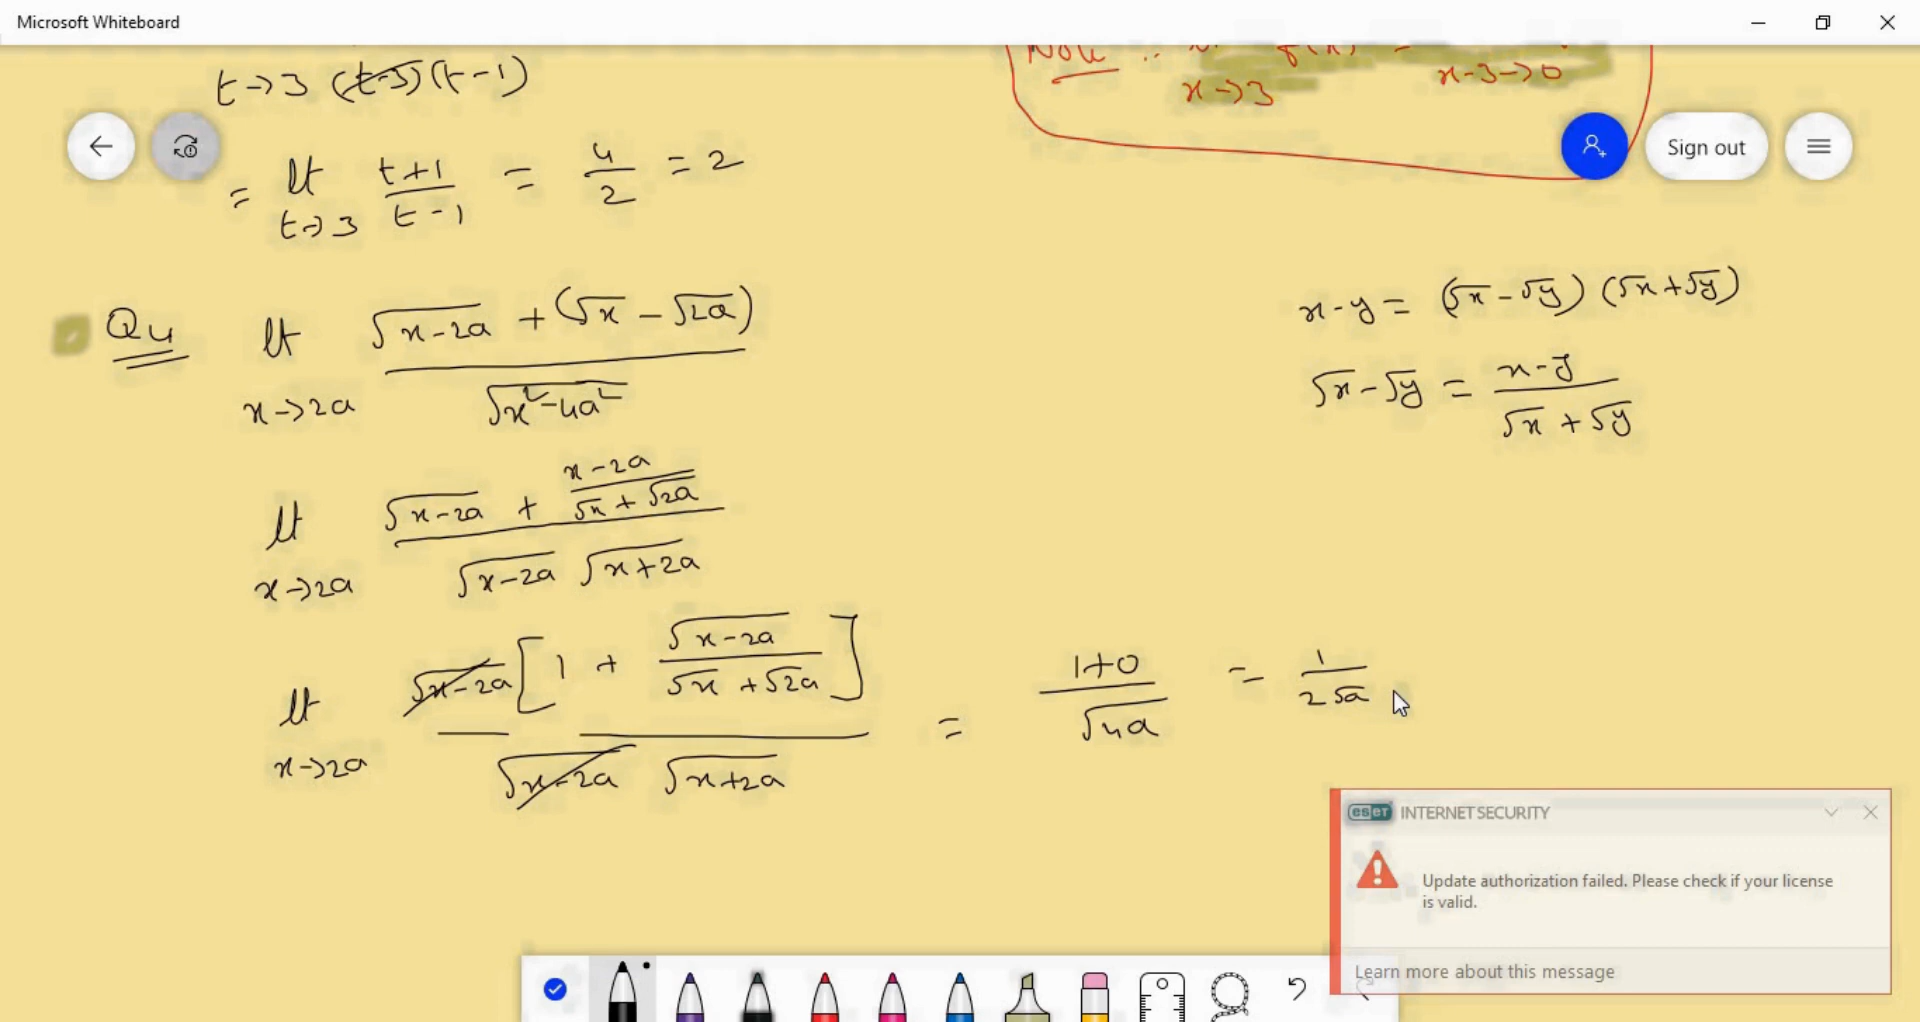 Microsoft Whiteboard
t→3 (t-3)(t-1)
Note :
x→3
x-3→0
Sign out
= lt t→3 (t+1)/(t-1) = 4/2 = 2
Q4 lt x→2a (√(x-2a) + (√x - √2a)) / √(x²-4a²)
x-y = (√x-√y)(√x+√y)
√x-√y = (x-y)/(√x+√y)
lt x→2a (√(x-2a) + (x-2a)/(√x+√2a)) / (√(x-2a) √(x+2a))
lt x→2a √(x-2a) [1 + √(x-2a)/(√x+√2a)] / (√(x-2a) √(x+2a)) = (1+0)/√4a = 1/(2√a)
eseT INTERNET SECURITY
Update authorization failed. Please check if your license
is valid.
Learn more about this message